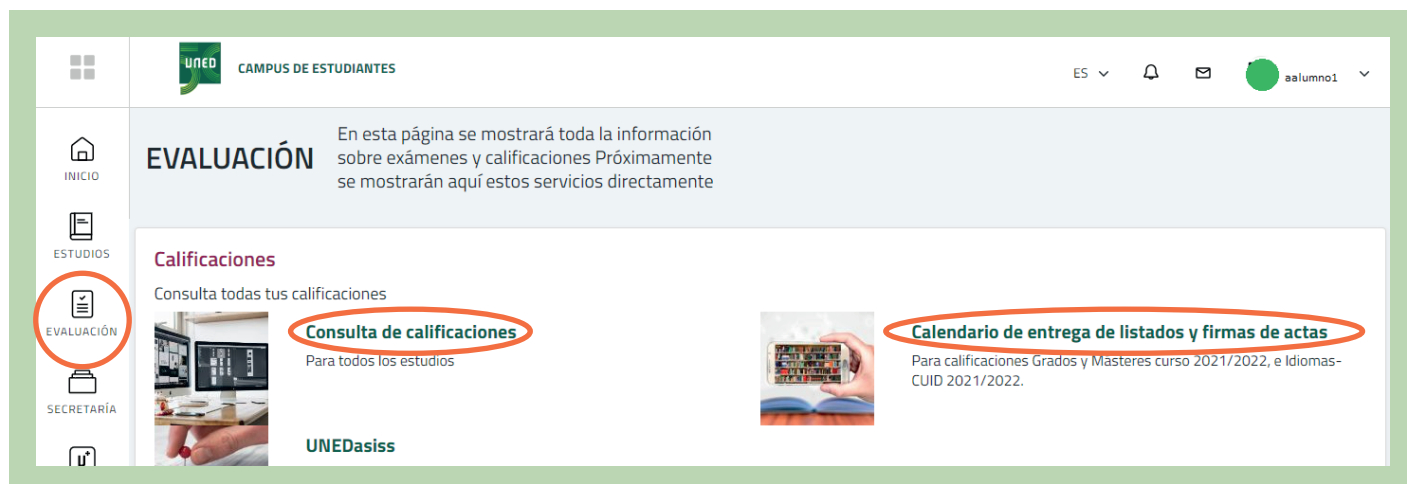 UNED
CAMPUS DE ESTUDIANTES
ES
aalumno1
INICIO
ESTUDIOS
EVALUACIÓN
SECRETARÍA
EVALUACIÓN
En esta página se mostrará toda la información
sobre exámenes y calificaciones Próximamente
se mostrarán aquí estos servicios directamente
Calificaciones
Consulta todas tus calificaciones
Consulta de calificaciones
Para todos los estudios
Calendario de entrega de listados y firmas de actas
Para calificaciones Grados y Masteres curso 2021/2022, e Idiomas-
CUID 2021/2022.
UNEDasiss